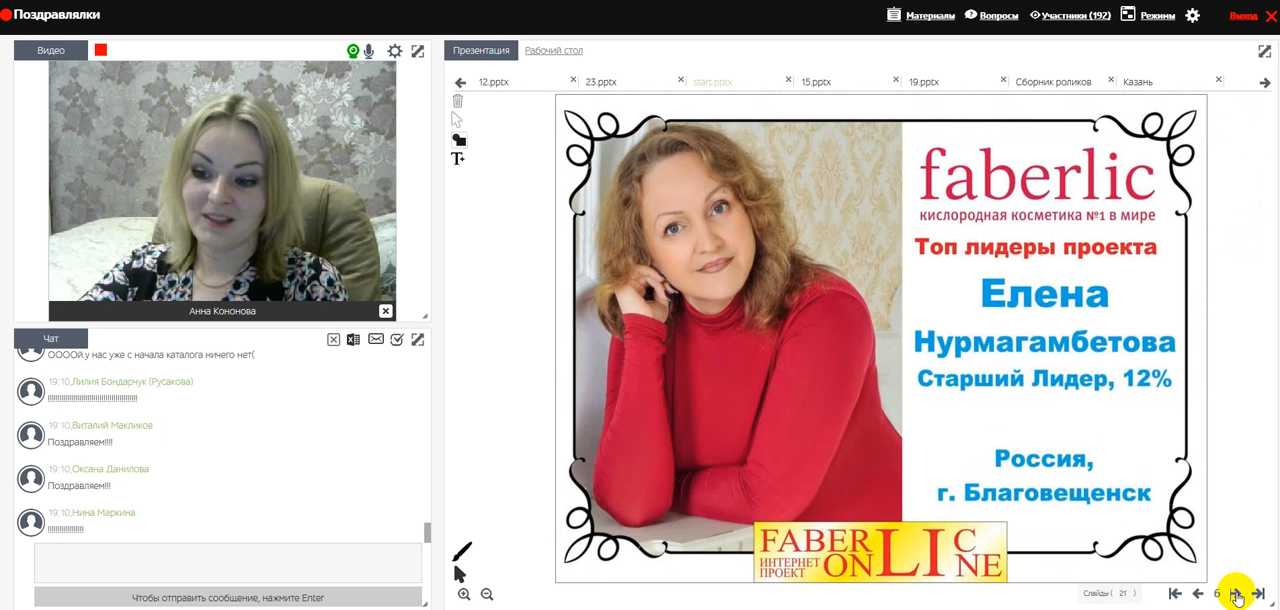 Поздравлялки
Материалы
Вопросы
Участники (192)
Режимы
Выход
Видео
Анна Кононова
Чат
ООООй.у нас уже с начала каталога ничего нет(
19:10,Лилия Бондарчук (Русакова)
19:10,Виталий Макликов
Поздравляем!!!!
19:10,Оксана Данилова
Поздравляем!!!
19:10,Нина Маркина
Чтобы отправить сообщение, нажмите Enter
Презентация
Рабочий стол
12.pptx
23.pptx
start.pptx
15.pptx
19.pptx
Сборник роликов
Казань
T+
faberlic
кислородная косметика №1 в мире
Топ лидеры проекта
Елена
Нурмагамбетова
Старший Лидер, 12%
Россия,
г. Благовещенск
FABERLIC
ИНТЕРНЕТ ONLINE
ПРОЕКТ
Слайды ( 21 )
6